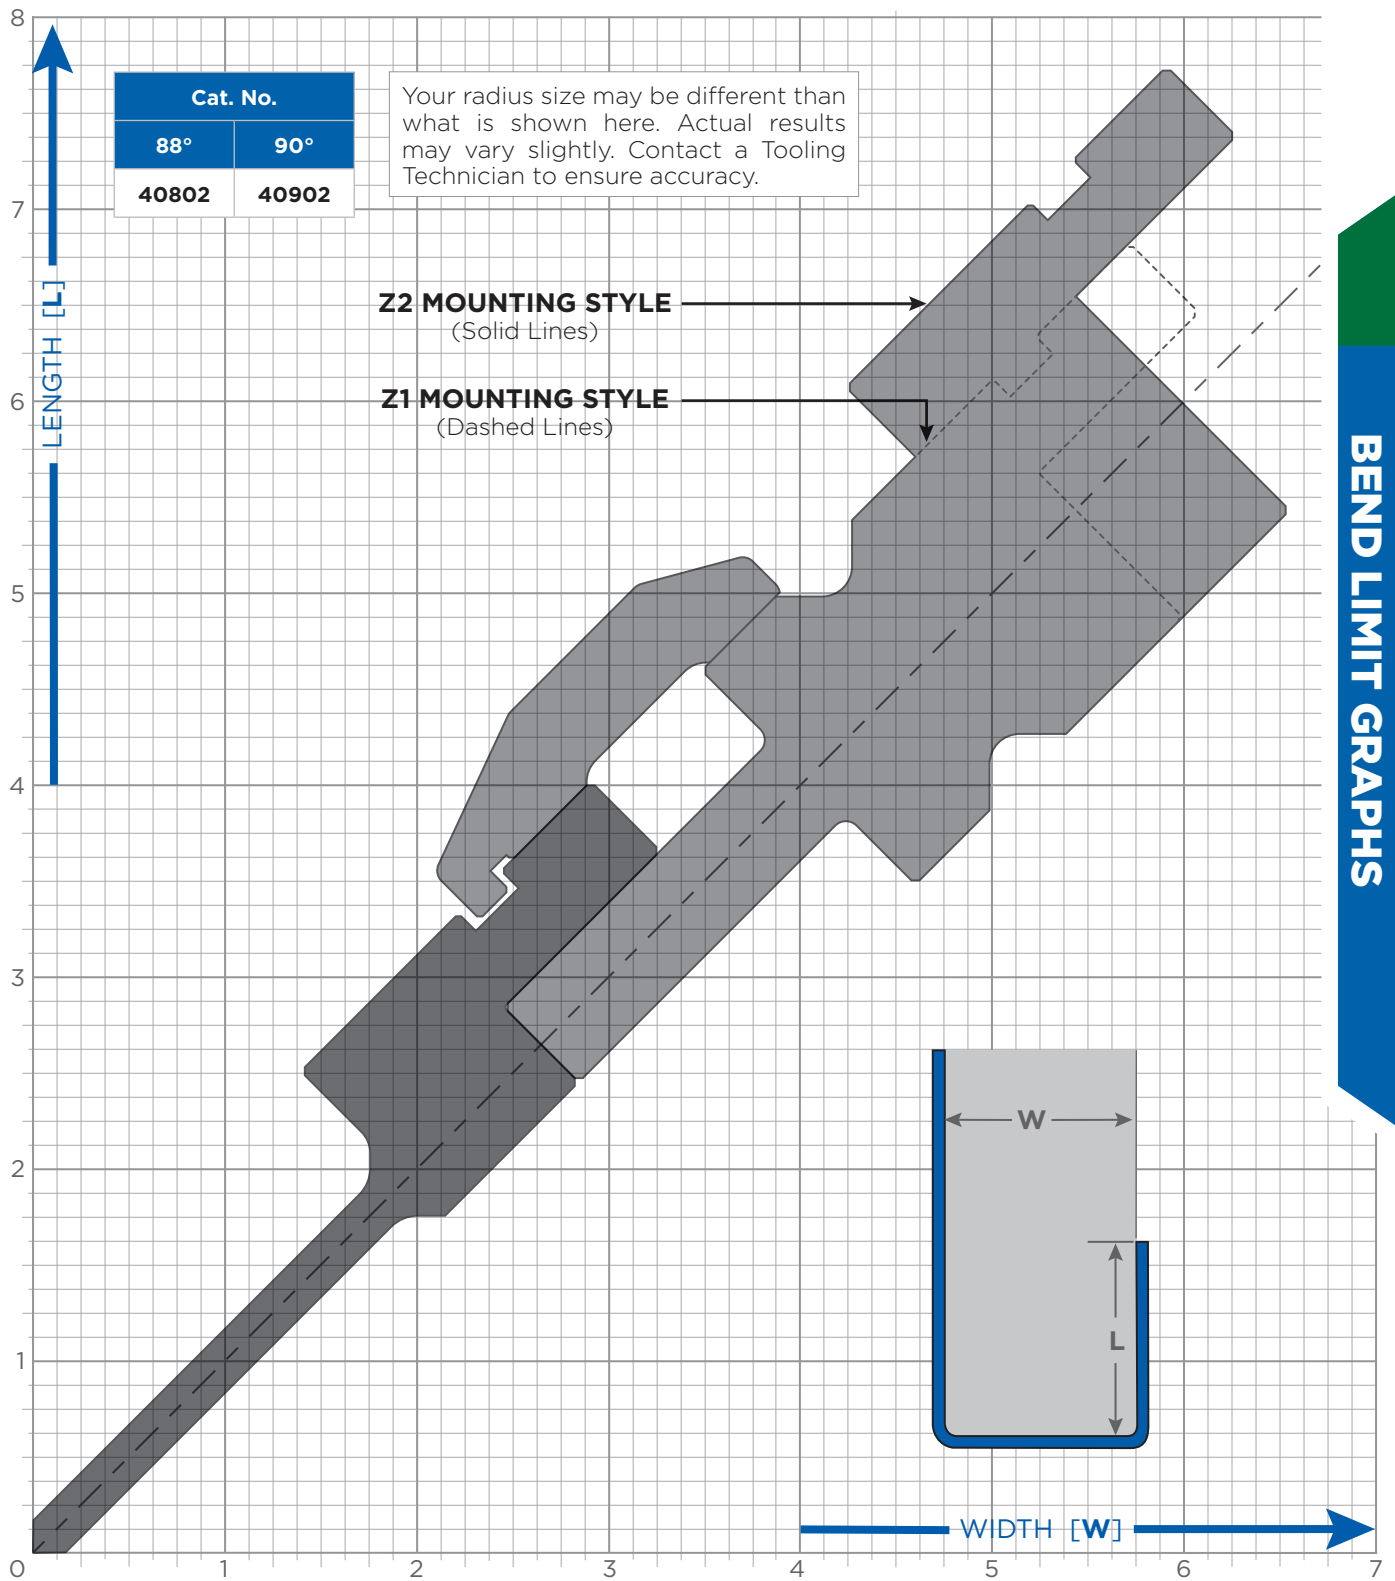 8
Cat. No.
88° 90°
40802 40902
Your radius size may be different than
what is shown here. Actual results
may vary slightly. Contact a Tooling
Technician to ensure accuracy.
7
LENGTH [L]
Z2 MOUNTING STYLE
(Solid Lines)
6
Z1 MOUNTING STYLE
(Dashed Lines)
BEND LIMIT GRAPHS
5
4
3
W
2
L
1
WIDTH [W]
0 1 2 3 4 5 6 7